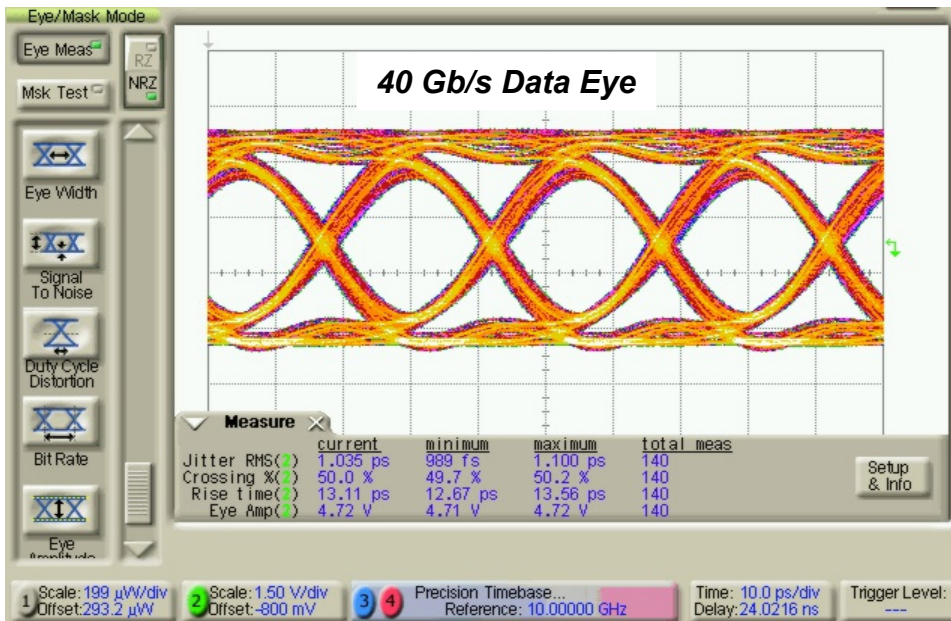 Eye/Mask Mode
Eye Meas
RZ
NRZ
Msk Test
40 Gb/s Data Eye
Eye Width
Signal
To Noise
Duty Cycle
Distortion
Bit Rate
Eye
Amplitude
Measure
current minimum maximum total meas
Jitter RMS(2) 1.035 ps 989 fs 1.100 ps 140
Crossing %(2) 50.0 % 49.7 % 50.2 % 140
Rise time(2) 13.11 ps 12.67 ps 13.56 ps 140
Eye Amp(2) 4.72 V 4.71 V 4.72 V 140
Setup
& Info
1 Scale: 199 µW/div
Offset: 293.2 µW
2 Scale: 1.50 V/div
Offset: -800 mV
3 4 Precision Timebase...
Reference: 10.00000 GHz
Time: 10.0 ps/div
Delay: 24.0216 ns
Trigger Level:
---